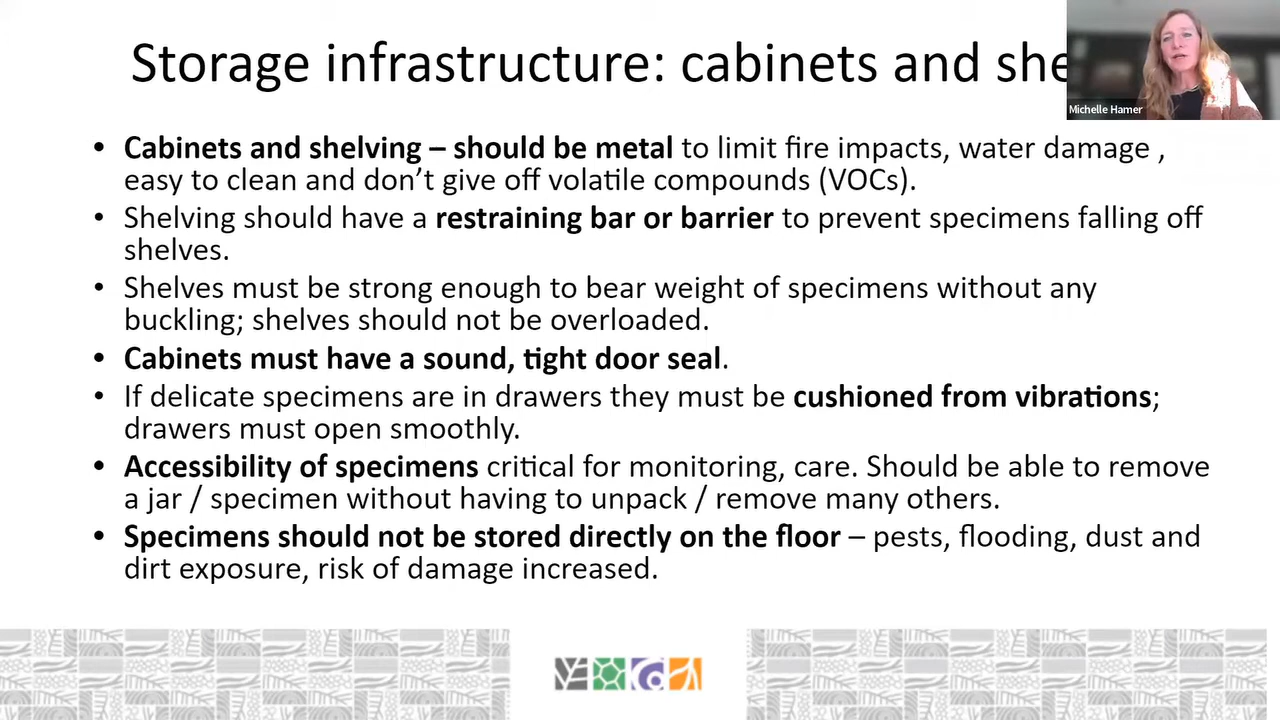 Storage infrastructure: cabinets and she
Michelle Hamer
• Cabinets and shelving – should be metal to limit fire impacts, water damage ,
easy to clean and don’t give off volatile compounds (VOCs).
• Shelving should have a restraining bar or barrier to prevent specimens falling off
shelves.
• Shelves must be strong enough to bear weight of specimens without any
buckling; shelves should not be overloaded.
• Cabinets must have a sound, tight door seal.
• If delicate specimens are in drawers they must be cushioned from vibrations;
drawers must open smoothly.
• Accessibility of specimens critical for monitoring, care. Should be able to remove
a jar / specimen without having to unpack / remove many others.
• Specimens should not be stored directly on the floor – pests, flooding, dust and
dirt exposure, risk of damage increased.